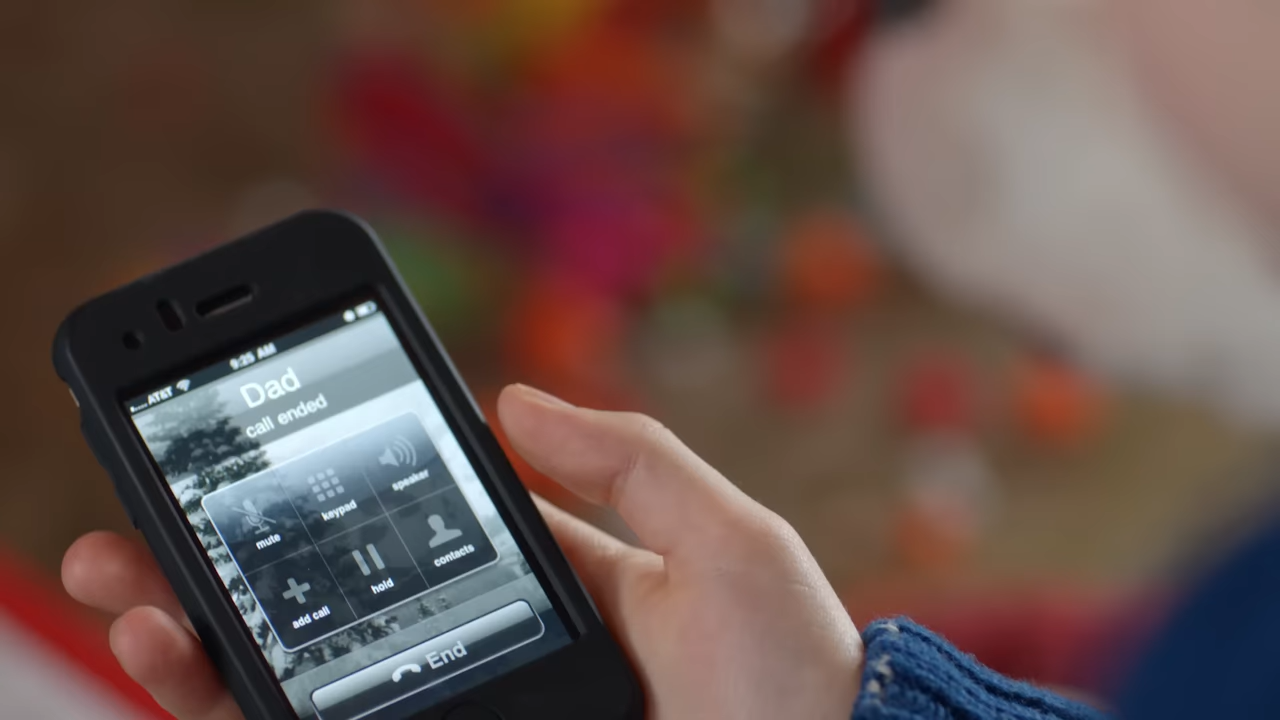 AT&T 9:25 AM
Dad
call ended
mute keypad speaker
add call hold contacts
End